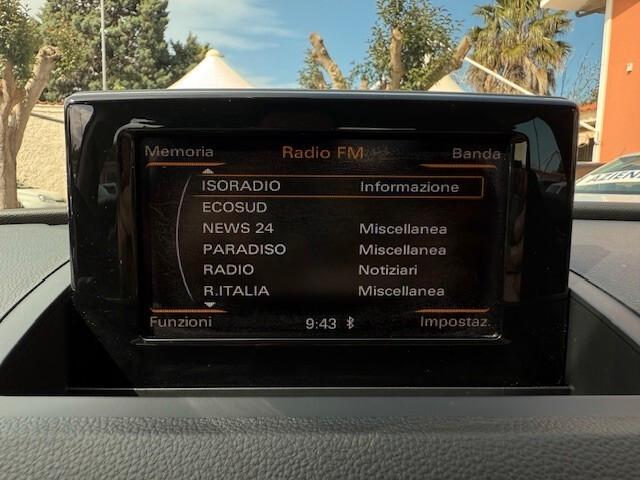 Memoria Radio FM Banda
ISORADIO Informazione
ECOSUD
NEWS 24 Miscellanea
PARADISO Miscellanea
RADIO Notiziari
R.ITALIA Miscellanea
Funzioni 9:43 Impostaz.